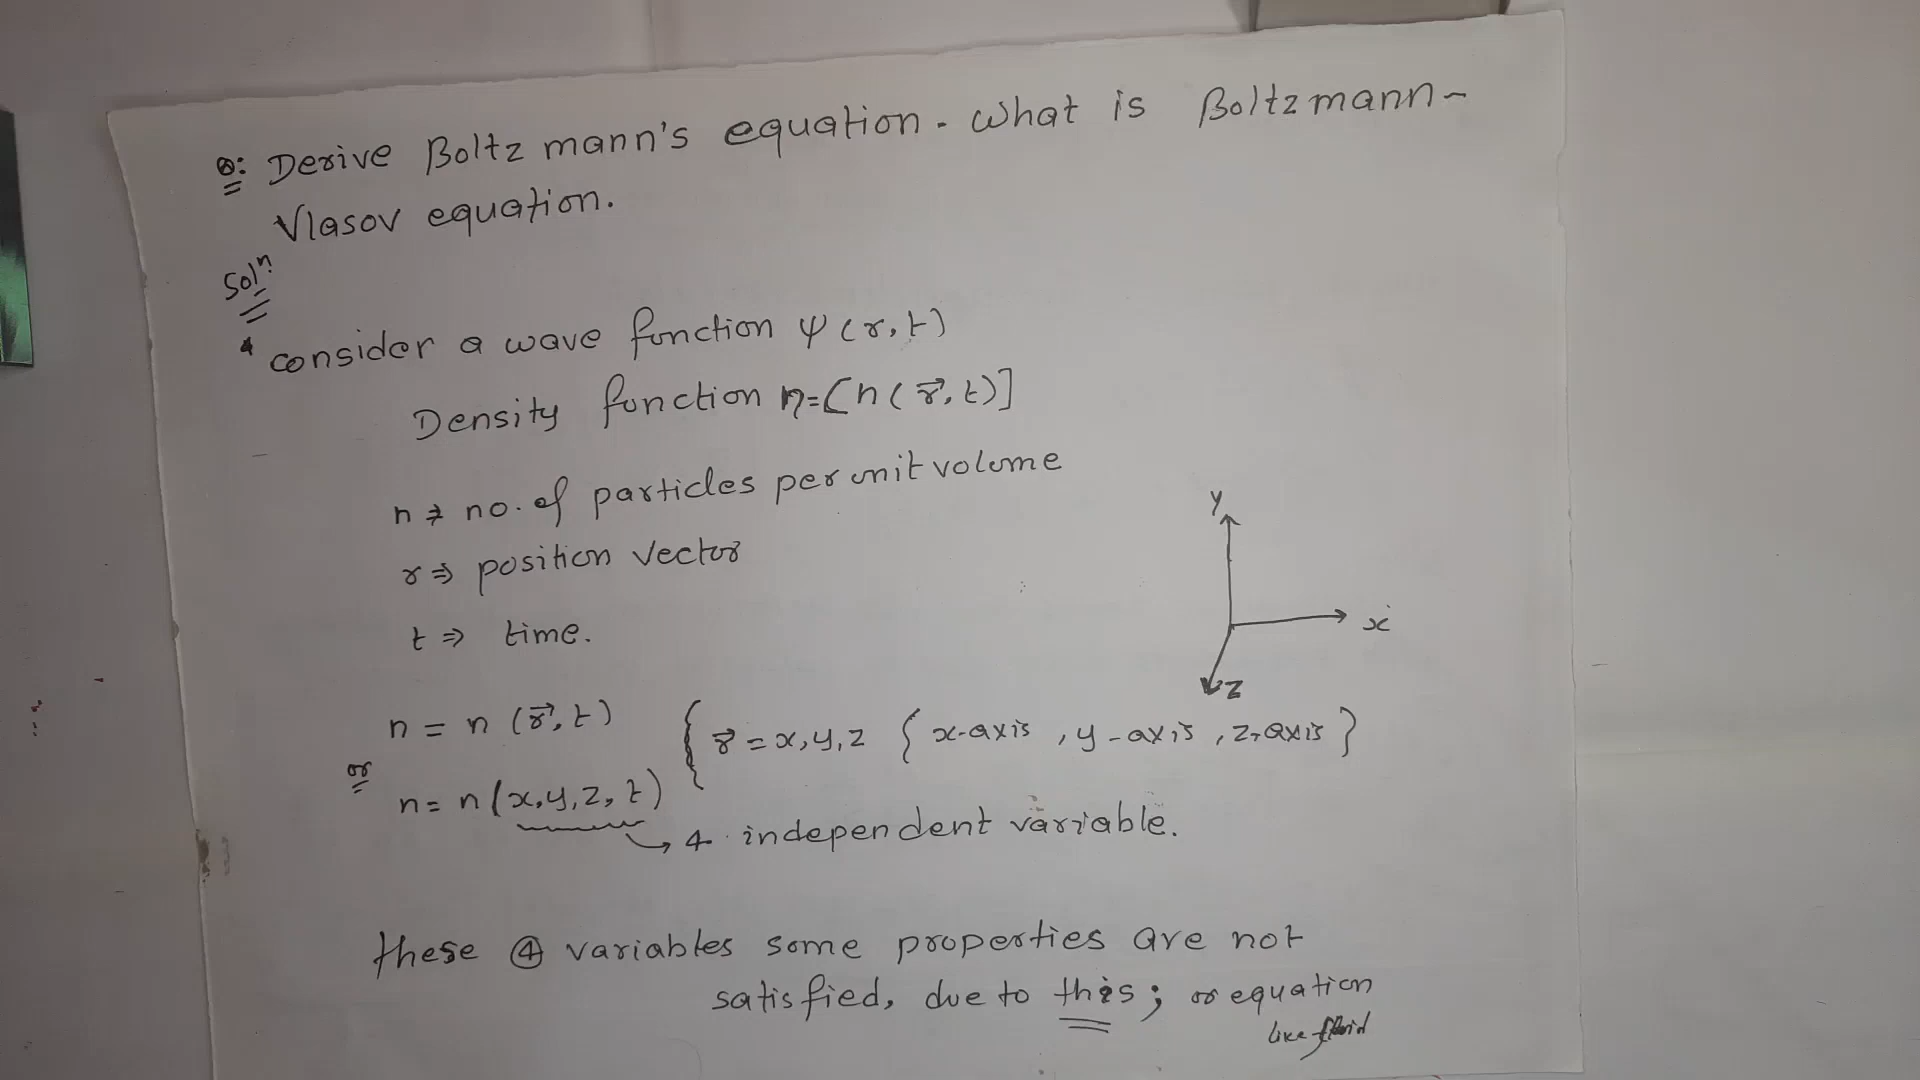 Q: Derive Boltzmann's equation. What is Boltzmann-
Vlasov equation.
Solⁿ
* consider a wave function ψ(r,t)
Density function n=[n(r⃗,t)]
n ⇒ no. of particles per unit volume
r ⇒ position vector
t ⇒ time.
y
x
z
n = n (r⃗,t) { r⃗ = x,y,z { x-axis, y-axis, z-axis }
or
n = n(x,y,z,t)
↳ 4 independent variable.
these ④ variables some properties are not
satisfied, due to this; or equation
like fluid